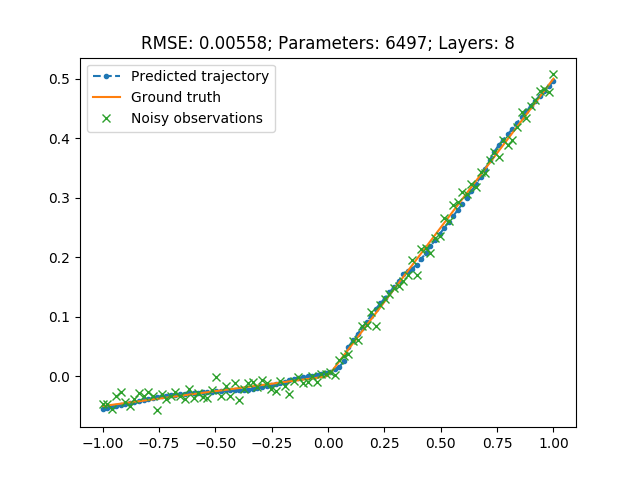 RMSE: 0.00558; Parameters: 6497; Layers: 8
Predicted trajectory
Ground truth
Noisy observations
0.5
0.4
0.3
0.2
0.1
0.0
−1.00 −0.75 −0.50 −0.25 0.00 0.25 0.50 0.75 1.00